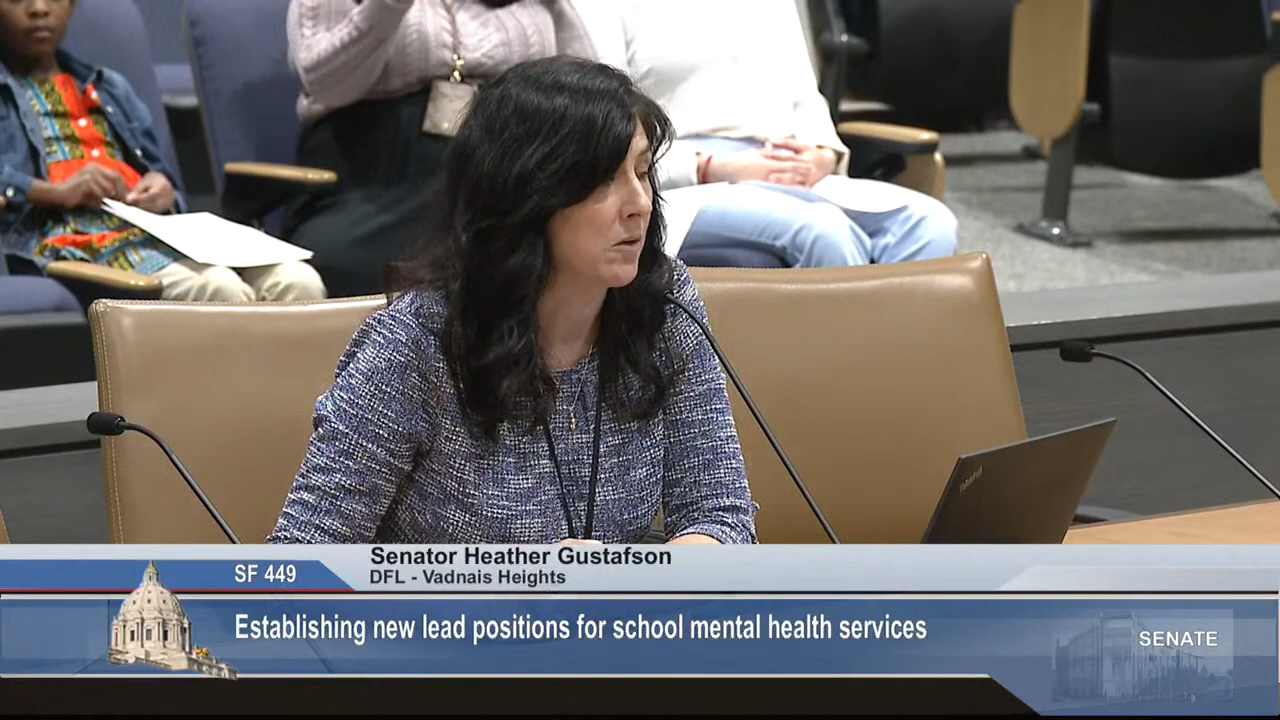 Senator Heather Gustafson
SF 449
DFL - Vadnais Heights
Establishing new lead positions for school mental health services
SENATE